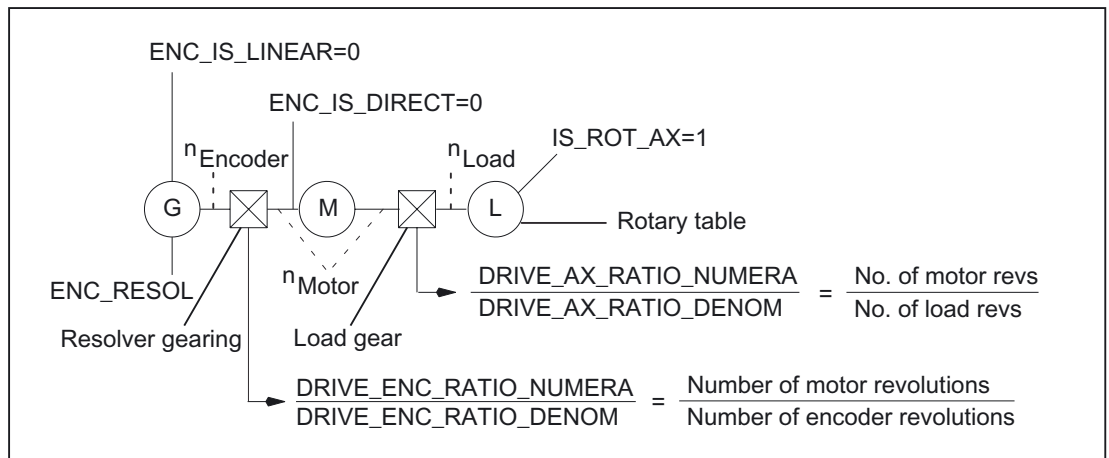 ENC_IS_LINEAR=0
ENC_IS_DIRECT=0
nEncoder
nLoad
IS_ROT_AX=1
G
M
L
Rotary table
ENC_RESOL
nMotor
DRIVE_AX_RATIO_NUMERA
DRIVE_AX_RATIO_DENOM
=
No. of motor revs
No. of load revs
Resolver gearing
Load gear
DRIVE_ENC_RATIO_NUMERA
DRIVE_ENC_RATIO_DENOM
=
Number of motor revolutions
Number of encoder revolutions